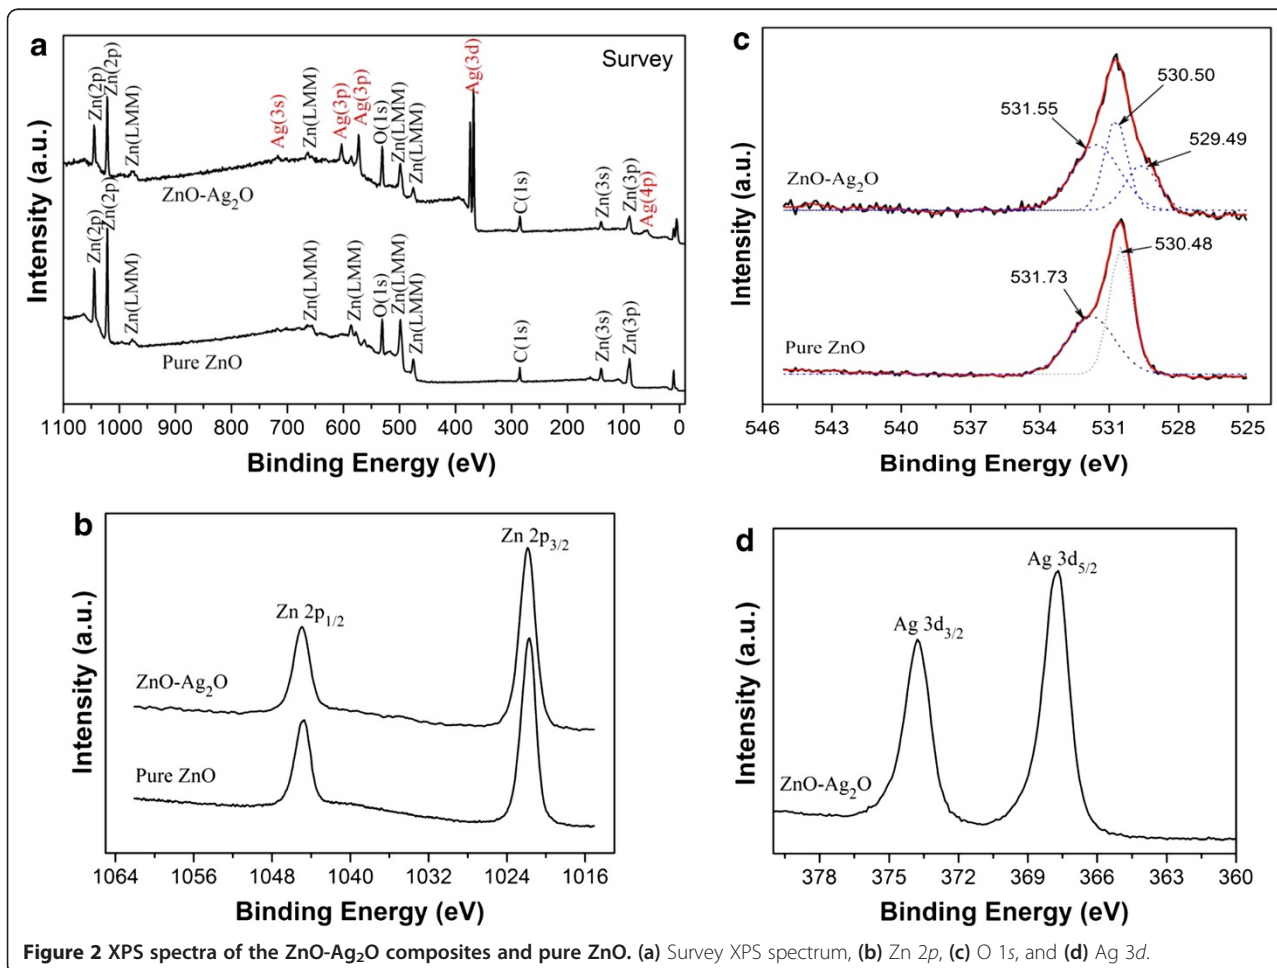 a
Survey
Zn(2p)
Zn(2p)
Zn(LMM)
Ag(3s)
Zn(LMM)
Ag(3p)
Ag(3p)
O(1s)
Zn(LMM)
Zn(LMM)
Ag(3d)
C(1s)
Zn(3s)
Zn(3p)
Ag(4p)
ZnO-Ag2O
Zn(2p)
Zn(2p)
Zn(LMM)
Zn(LMM)
Zn(LMM)
O(1s)
Zn(LMM)
Zn(LMM)
C(1s)
Zn(3s)
Zn(3p)
Pure ZnO
Intensity (a.u.)
1100 1000 900 800 700 600 500 400 300 200 100 0
Binding Energy (eV)
c
530.50
531.55
529.49
ZnO-Ag2O
530.48
531.73
Pure ZnO
Intensity (a.u.)
546 543 540 537 534 531 528 525
Binding Energy (eV)
b
Zn 2p3/2
Zn 2p1/2
ZnO-Ag2O
Pure ZnO
Intensity (a.u.)
1064 1056 1048 1040 1032 1024 1016
Binding Energy (eV)
d
Ag 3d5/2
Ag 3d3/2
ZnO-Ag2O
Intensity (a.u.)
378 375 372 369 366 363 360
Binding Energy (eV)
Figure 2 XPS spectra of the ZnO-Ag2O composites and pure ZnO. (a) Survey XPS spectrum, (b) Zn 2p, (c) O 1s, and (d) Ag 3d.